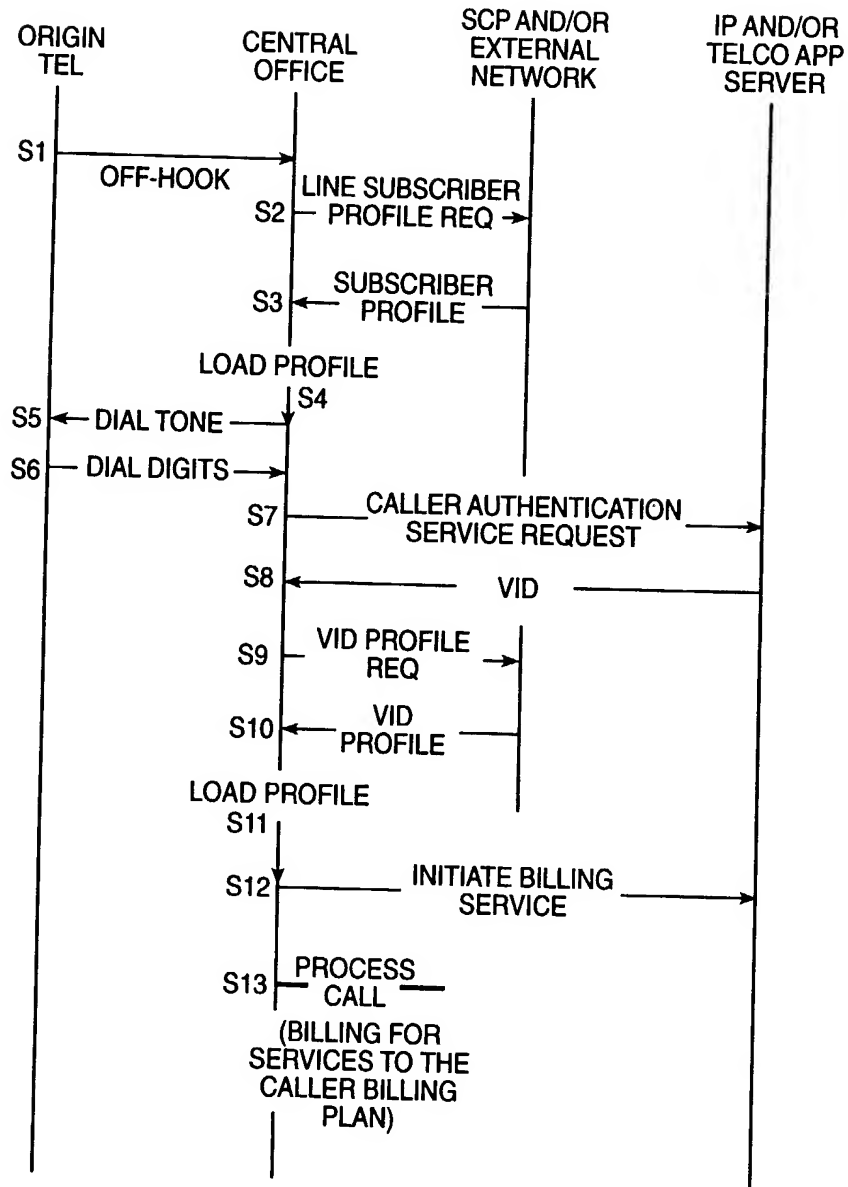 ORIGIN
TEL
CENTRAL
OFFICE
SCP AND/OR
EXTERNAL
NETWORK
IP AND/OR
TELCO APP
SERVER
S1
OFF-HOOK
S2
LINE SUBSCRIBER
PROFILE REQ
S3
SUBSCRIBER
PROFILE
LOAD PROFILE
S4
S5
DIAL TONE
S6
DIAL DIGITS
S7
CALLER AUTHENTICATION
SERVICE REQUEST
S8
VID
S9
VID PROFILE
REQ
S10
VID
PROFILE
LOAD PROFILE
S11
S12
INITIATE BILLING
SERVICE
S13
PROCESS
CALL
(BILLING FOR
SERVICES TO THE
CALLER BILLING
PLAN)